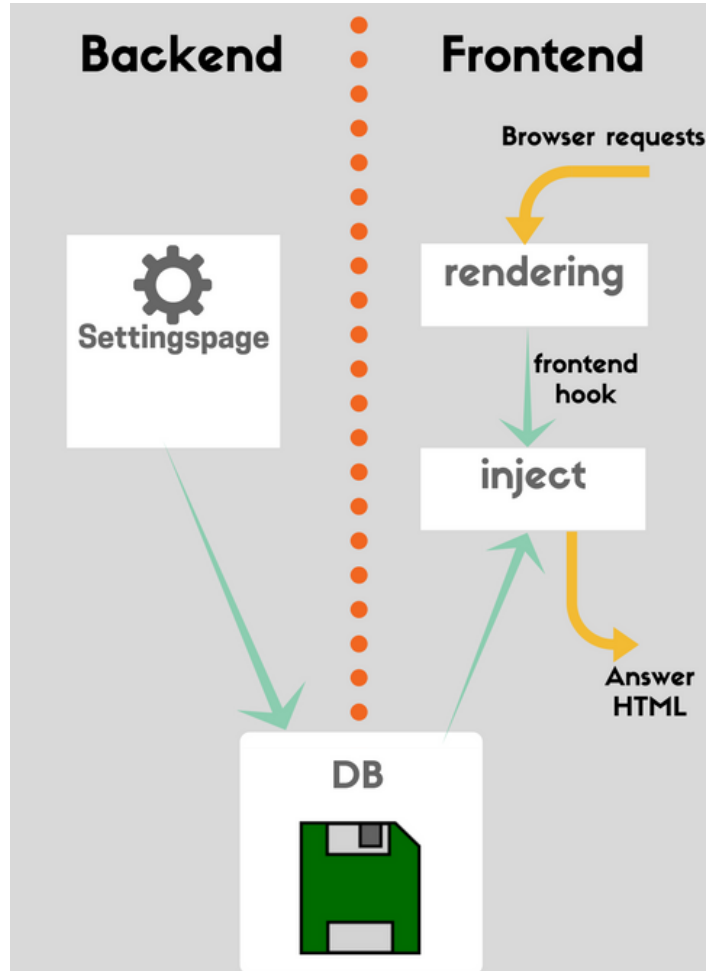 Backend
Frontend
Browser requests
rendering
Settingspage
frontend
hook
inject
Answer
HTML
DB